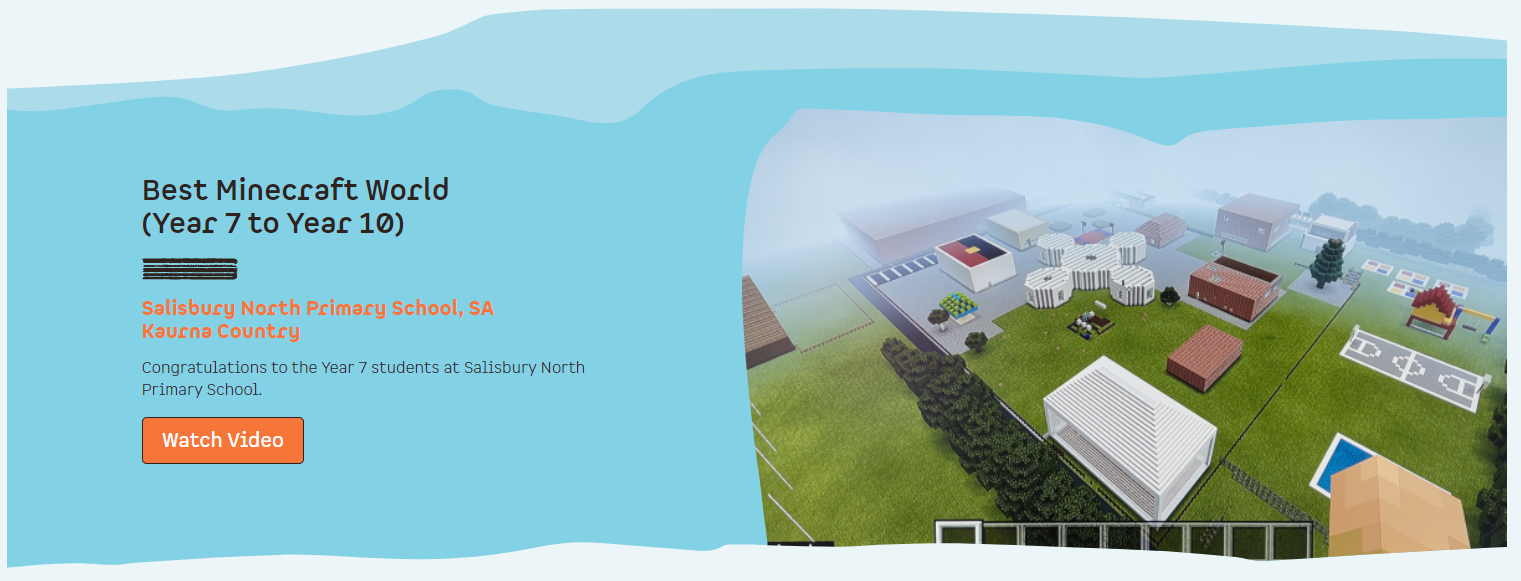 Best Minecraft World
(Year 7 to Year 10)
Salisbury North Primary School, SA
Kaurna Country
Congratulations to the Year 7 students at Salisbury North
Primary School.
Watch Video